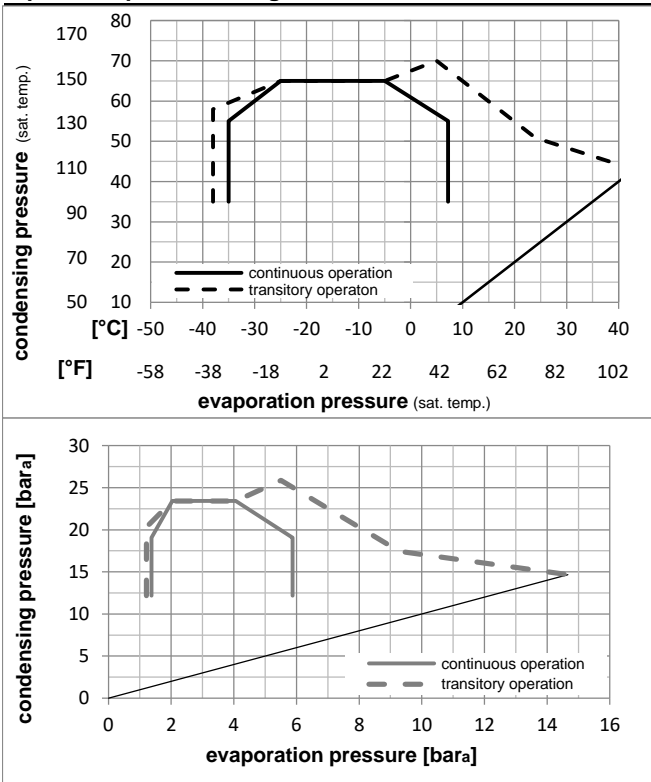 170 80
150 70
130 60
50
110 40
90 30
70 20
50 10
condensing pressure (sat. temp.)
continuous operation
transitory operaton
[°C] -50 -40 -30 -20 -10 0 10 20 30 40
[°F] -58 -38 -18 2 22 42 62 82 102
evaporation pressure (sat. temp.)
30
25
20
15
10
5
0
condensing pressure [bara]
continuous operation
transitory operation
0 2 4 6 8 10 12 14 16
evaporation pressure [bara]